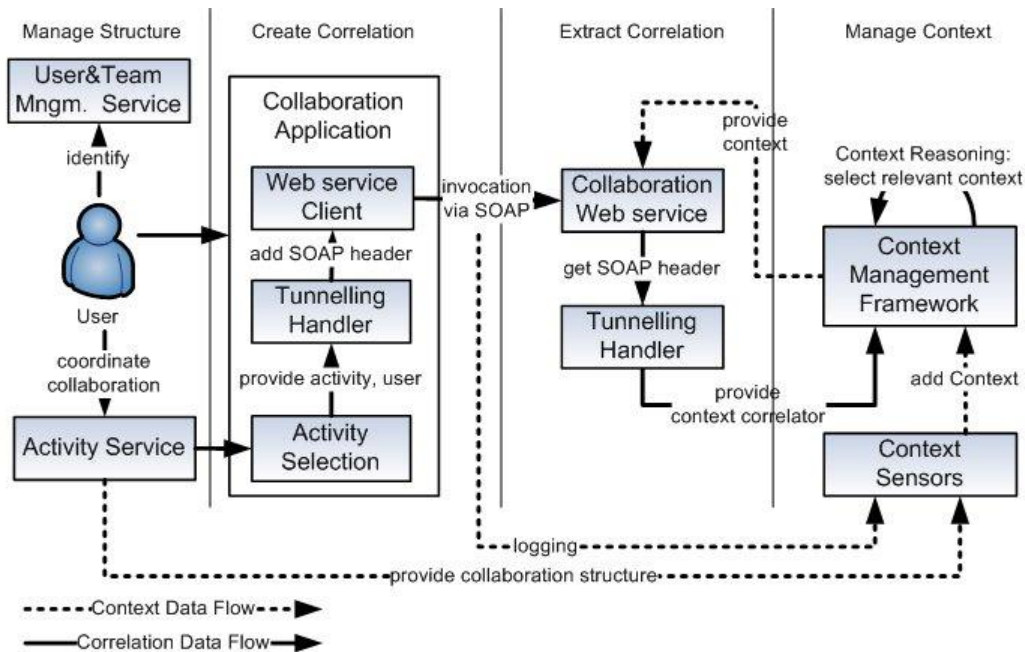 Manage Structure
Create Correlation
Extract Correlation
Manage Context
User&Team
Mngm. Service
identify
User
coordinate
collaboration
Activity Service
Collaboration
Application
Web service
Client
add SOAP header
Tunnelling
Handler
provide activity, user
Activity
Selection
invocation
via SOAP
Collaboration
Web service
get SOAP header
Tunnelling
Handler
provide
context correlator
provide
context
Context Reasoning:
select relevant context
Context
Management
Framework
add Context
Context
Sensors
logging
provide collaboration structure
Context Data Flow
Correlation Data Flow